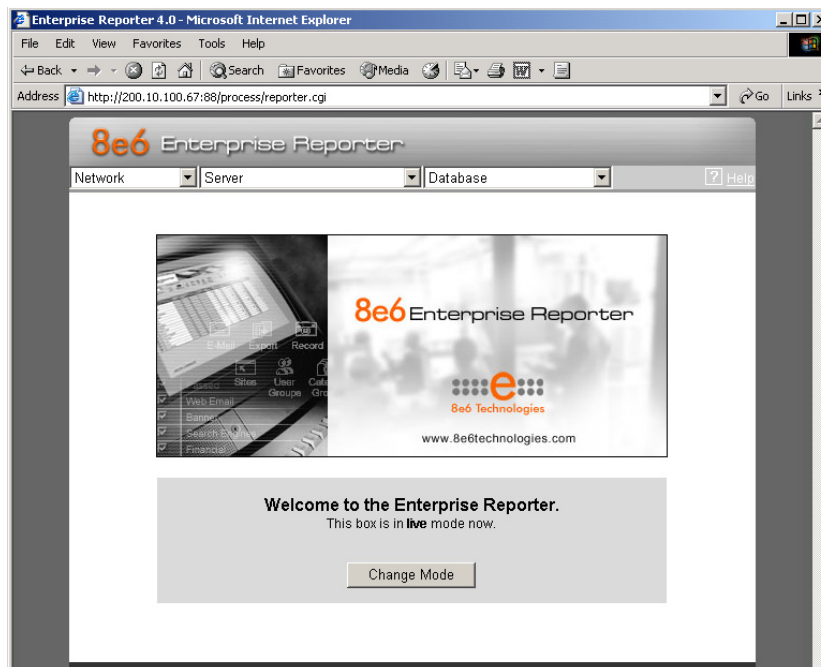 Enterprise Reporter 4.0 - Microsoft Internet Explorer
File Edit View Favorites Tools Help
Back Search Favorites Media
Address http://200.10.100.67:88/process/reporter.cgi Go Links
8e6 Enterprise Reporter
Network Server Database ? Help
8e6 Enterprise Reporter
E-Mail Export Record
Sites User Groups
Web Email
Banner
Search Engines
Financial
e
8e6 Technologies
www.8e6technologies.com
Welcome to the Enterprise Reporter.
This box is in live mode now.
Change Mode